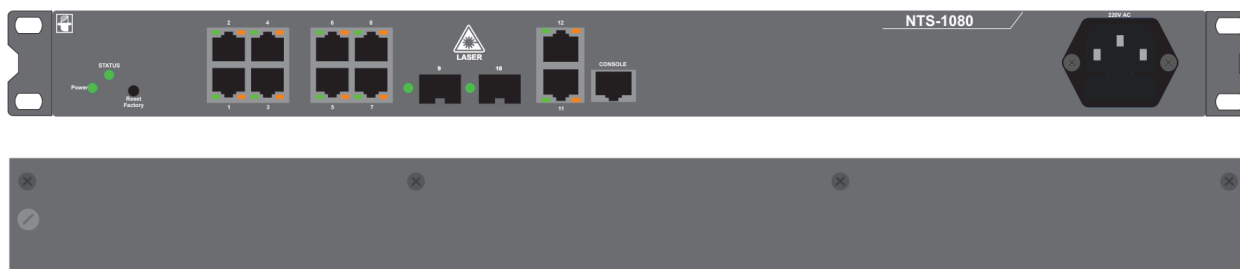 2 4 6 8 12
NTS-1080
220V AC
LASER
STATUS
Power
Reset
Factory
9 10
CONSOLE
1 3 5 7 11